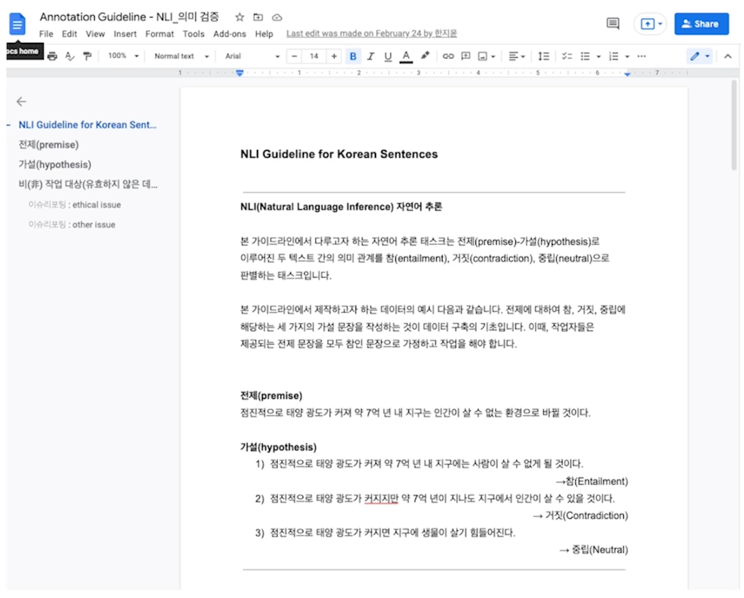 Annotation Guideline - NLI_의미 검증
File Edit View Insert Format Tools Add-ons Help Last edit was made on February 24 by 한지윤
Share
ocs home
100% Normal text Arial 14 B I U A
1 1 2 3 4 5 6 7
NLI Guideline for Korean Sent...
전제(premise)
가설(hypothesis)
비(非) 작업 대상(유효하지 않은 데...
이슈리포팅 : ethical issue
이슈리포팅 : other issue
NLI Guideline for Korean Sentences
NLI(Natural Language Inference) 자연어 추론
본 가이드라인에서 다루고자 하는 자연어 추론 태스크는 전제(premise)-가설(hypothesis)로
이루어진 두 텍스트 간의 의미 관계를 참(entailment), 거짓(contradiction), 중립(neutral)으로
판별하는 태스크입니다.
본 가이드라인에서 제작하고자 하는 데이터의 예시 다음과 같습니다. 전제에 대하여 참, 거짓, 중립에
해당하는 세 가지의 가설 문장을 작성하는 것이 데이터 구축의 기초입니다. 이때, 작업자들은
제공되는 전제 문장을 모두 참인 문장으로 가정하고 작업을 해야 합니다.
전제(premise)
점진적으로 태양 광도가 커져 약 7억 년 내 지구는 인간이 살 수 없는 환경으로 바뀔 것이다.
가설(hypothesis)
1) 점진적으로 태양 광도가 커져 약 7억 년 내 지구에는 사람이 살 수 없게 될 것이다.
→참(Entailment)
2) 점진적으로 태양 광도가 커지지만 약 7억 년이 지나도 지구에서 인간이 살 수 있을 것이다.
→ 거짓(Contradiction)
3) 점진적으로 태양 광도가 커지면 지구에 생물이 살기 힘들어진다.
→ 중립(Neutral)